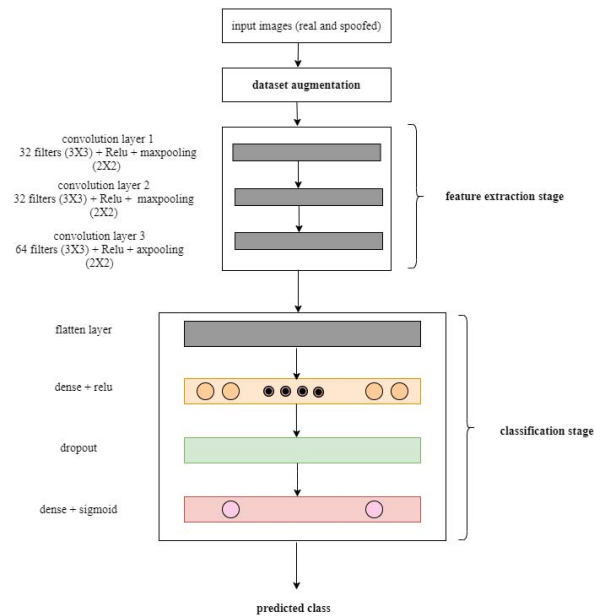 input images (real and spoofed)
dataset augmentation
convolution layer 1
32 filters (3X3) + Relu + maxpooling
(2X2)
convolution layer 2
32 filters (3X3) + Relu + maxpooling
(2X2)
convolution layer 3
64 filters (3X3) + Relu + axpooling
(2X2)
feature extraction stage
flatten layer
dense + relu
dropout
dense + sigmoid
classification stage
predicted class